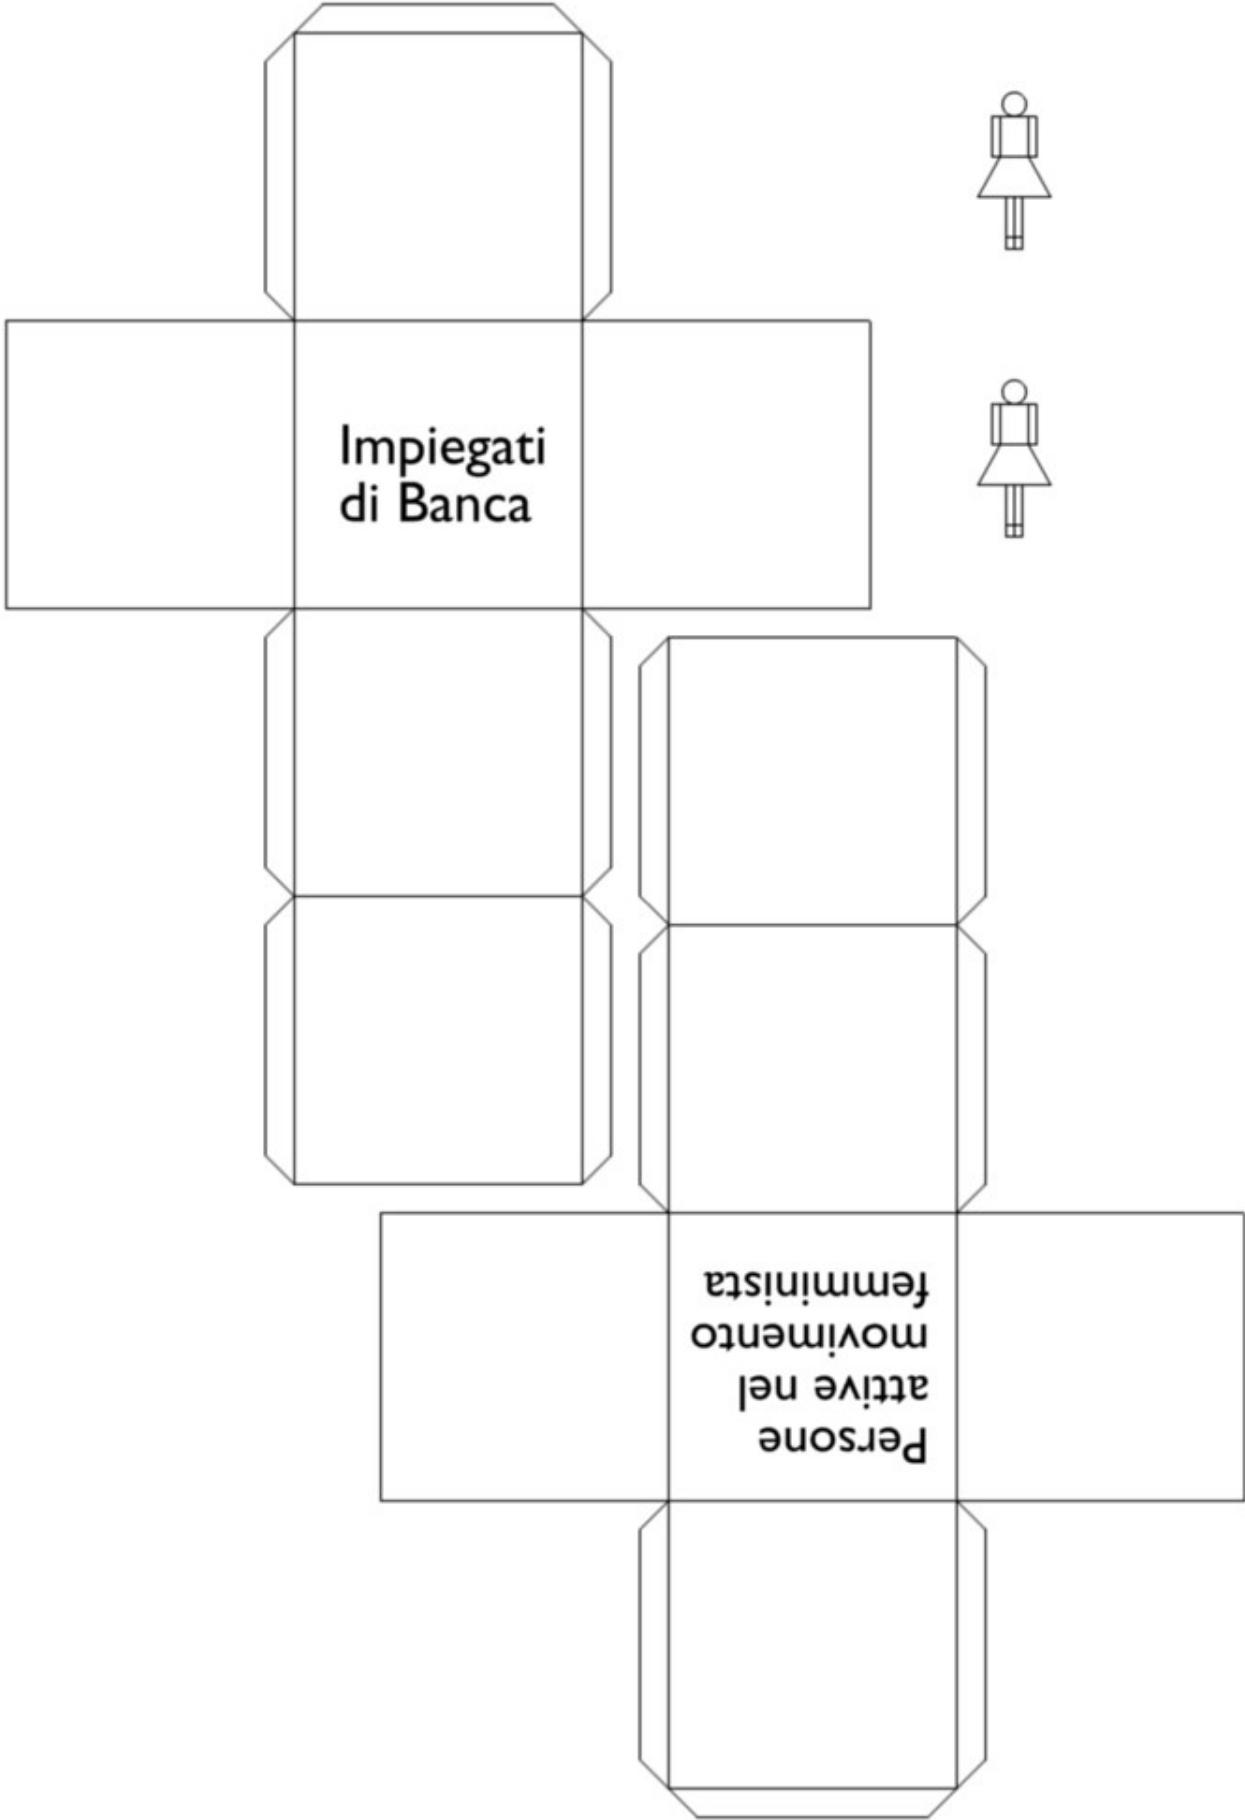 Impiegati
di Banca
Persone
attive nel
movimento
femminista